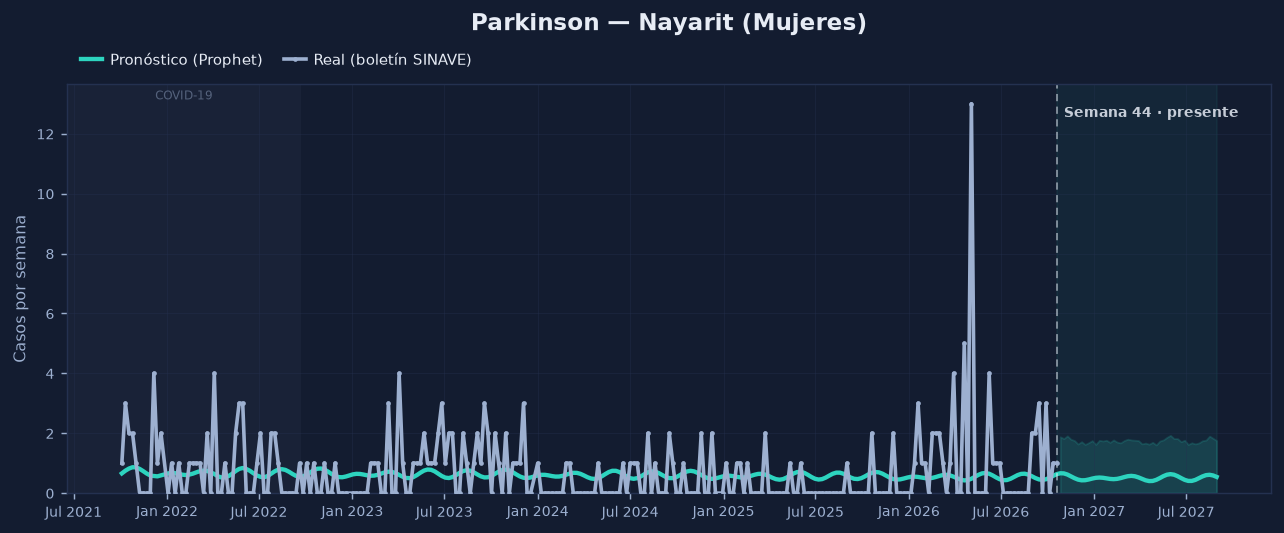 Parkinson — Nayarit (Mujeres)
Pronóstico (Prophet)
Real (boletín SINAVE)
COVID-19
Semana 44 · presente
Casos por semana
12
10
8
6
4
2
0
Jul 2021
Jan 2022
Jul 2022
Jan 2023
Jul 2023
Jan 2024
Jul 2024
Jan 2025
Jul 2025
Jan 2026
Jul 2026
Jan 2027
Jul 2027